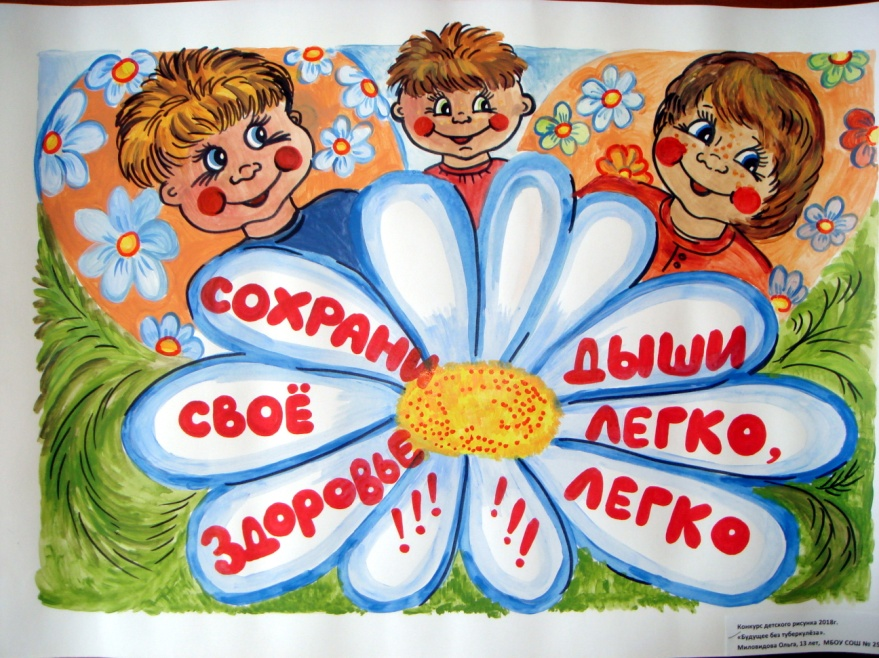 СОХРАНИ
СВОЁ
ЗДОРОВЬЕ
!!!
ДЫШИ
ЛЕГКО,
ЛЕГКО
!!!
Конкурс детского рисунка 2018г.
«Будущее без туберкулёза».
Миловидова Ольга, 13 лет, МБОУ СОШ № 25